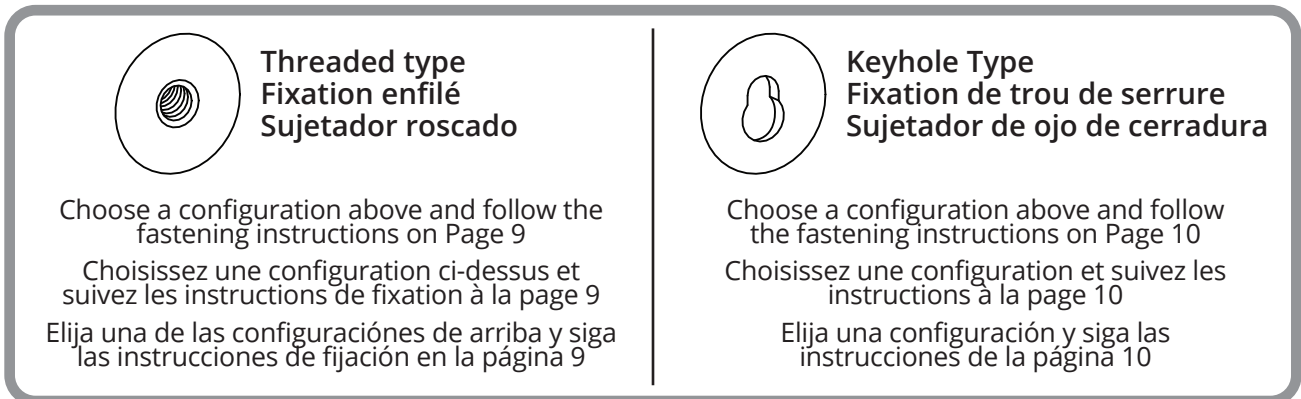 Threaded type
Fixation enfilé
Sujetador roscado
Choose a configuration above and follow the
fastening instructions on Page 9
Choisissez une configuration ci-dessus et
suivez les instructions de fixation à la page 9
Elija una de las configuraciónes de arriba y siga
las instrucciones de fijación en la página 9
Keyhole Type
Fixation de trou de serrure
Sujetador de ojo de cerradura
Choose a configuration above and follow
the fastening instructions on Page 10
Choisissez une configuration et suivez les
instructions à la page 10
Elija una configuración y siga las
instrucciones de la página 10